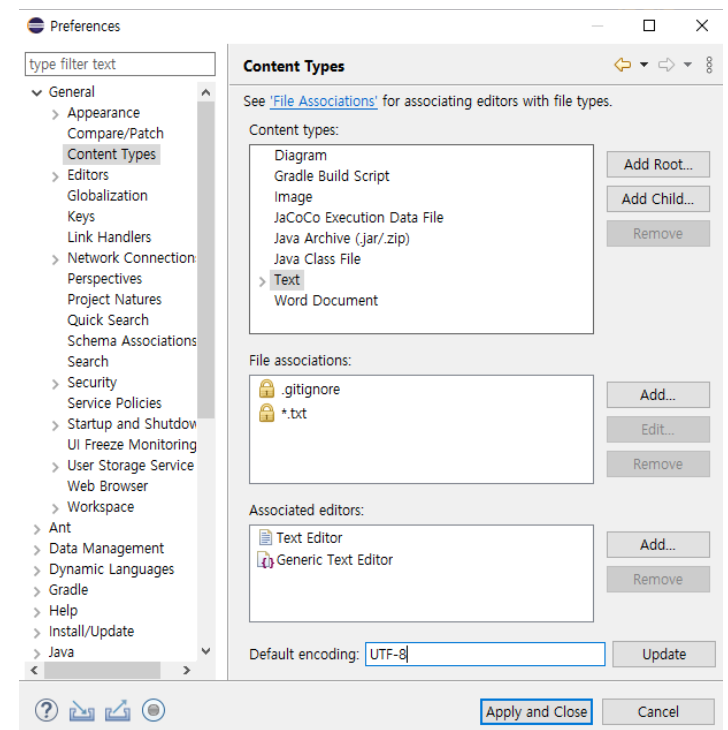 Preferences
type filter text
General
Appearance
Compare/Patch
Content Types
Editors
Globalization
Keys
Link Handlers
Network Connection
Perspectives
Project Natures
Quick Search
Schema Associations
Search
Security
Service Policies
Startup and Shutdow
UI Freeze Monitoring
User Storage Service
Web Browser
Workspace
Ant
Data Management
Dynamic Languages
Gradle
Help
Install/Update
Java
Content Types
See 'File Associations' for associating editors with file types.
Content types:
Diagram
Gradle Build Script
Image
JaCoCo Execution Data File
Java Archive (.jar/.zip)
Java Class File
Text
Word Document
Add Root...
Add Child...
Remove
File associations:
.gitignore
*.txt
Add...
Edit...
Remove
Associated editors:
Text Editor
Generic Text Editor
Add...
Remove
Default encoding: UTF-8 Update
Apply and Close Cancel